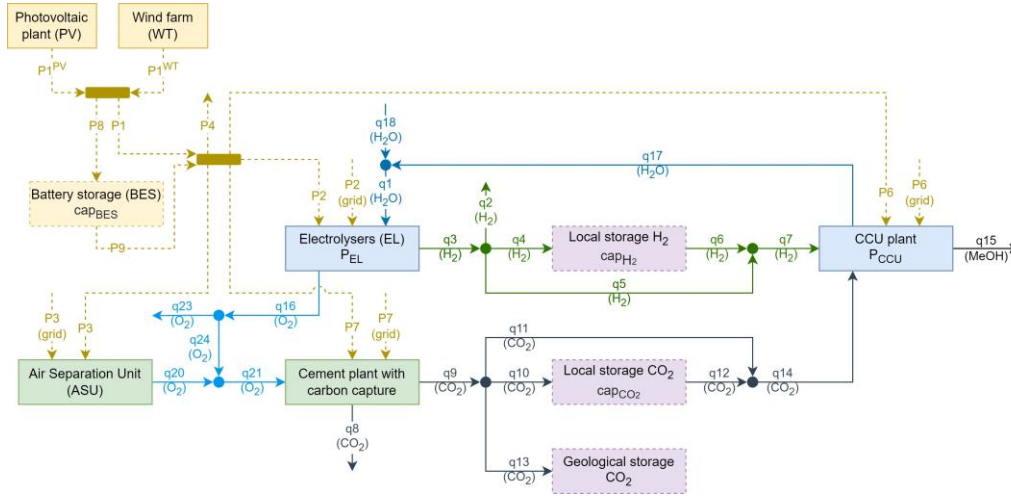 Photovoltaic
plant (PV)
Wind farm
(WT)
P1^PV
P1^WT
P8
P1
P4
Battery storage (BES)
cap_BES
P9
P2
P2
(grid)
q18
(H₂O)
q1
(H₂O)
q17
(H₂O)
P6
P6
(grid)
Electrolysers (EL)
P_EL
q3
(H₂)
q2
(H₂)
q4
(H₂)
Local storage H₂
cap_H₂
q6
(H₂)
q7
(H₂)
q5
(H₂)
CCU plant
P_CCU
q15
(MeOH)
q23
(O₂)
q16
(O₂)
q24
(O₂)
P3
(grid)
P3
P7
P7
(grid)
Air Separation Unit
(ASU)
q20
(O₂)
q21
(O₂)
Cement plant with
carbon capture
q8
(CO₂)
q9
(CO₂)
q11
(CO₂)
q10
(CO₂)
Local storage CO₂
cap_CO₂
q12
(CO₂)
q14
(CO₂)
q13
(CO₂)
Geological storage
CO₂